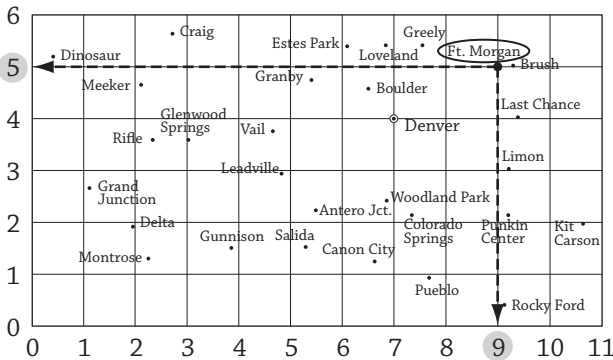 6
Craig
Greely
Estes Park
Loveland
Ft. Morgan
Dinosaur
Brush
5
Meeker
Granby
Boulder
Last Chance
Glenwood
Springs
4
Denver
Rifle
Vail
Limon
3
Leadville
Grand
Junction
Woodland Park
Antero Jct.
2
Delta
Colorado
Springs
Punkin
Center
Kit
Carson
Gunnison
Salida
Canon City
Montrose
1
Pueblo
Rocky Ford
0
0 1 2 3 4 5 6 7 8 9 10 11